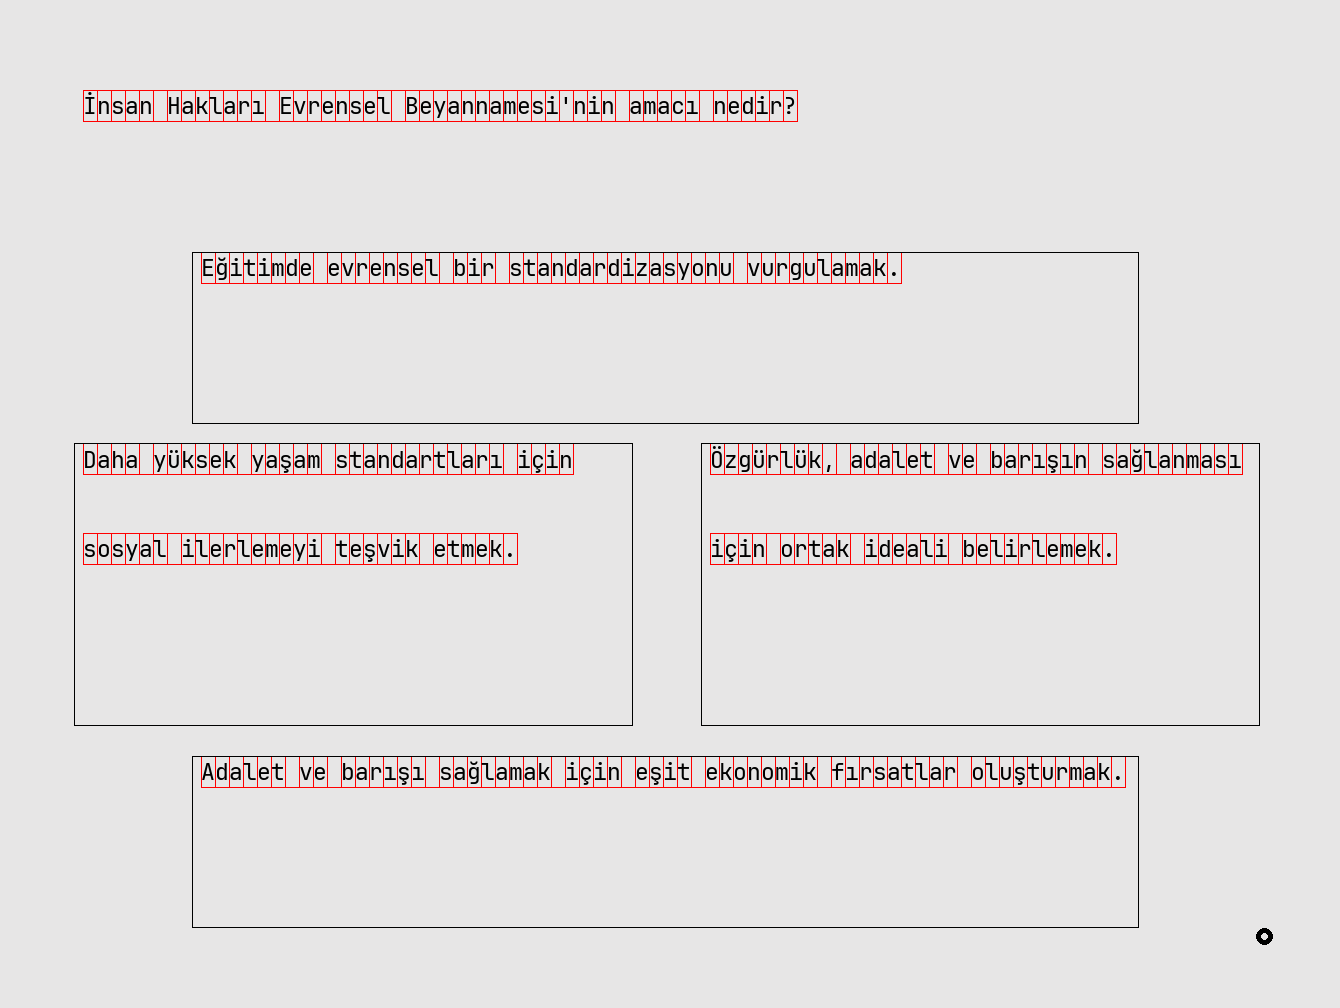 İnsan Hakları Evrensel Beyannamesi'nin amacı nedir?
Eğitimde evrensel bir standardizasyonu vurgulamak.
Daha yüksek yaşam standartları için
sosyal ilerlemeyi teşvik etmek.
Özgürlük, adalet ve barışın sağlanması
için ortak ideali belirlemek.
Adalet ve barışı sağlamak için eşit ekonomik fırsatlar oluşturmak.